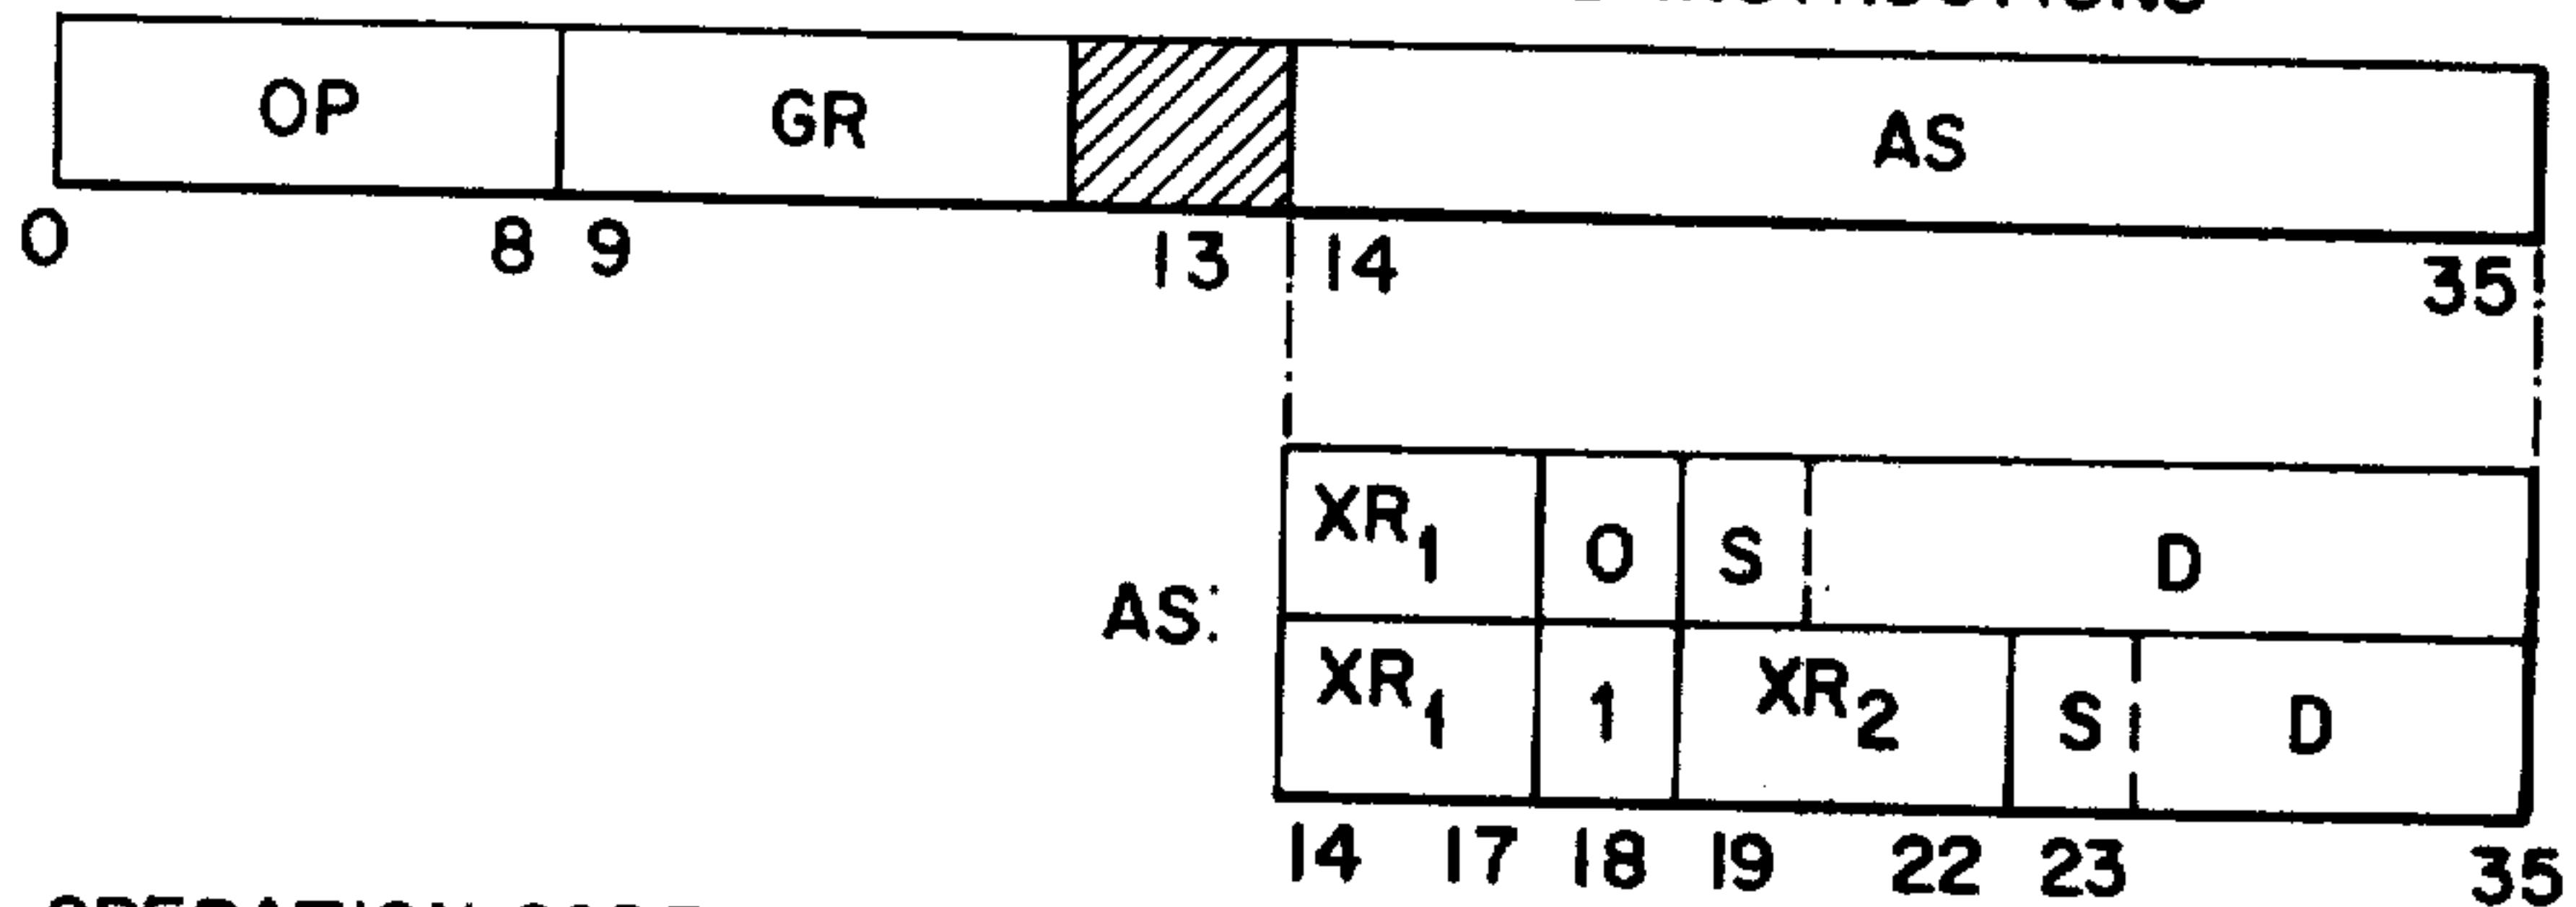 OP GR AS
0 8 9 13 14 35
XR1 0 S D
AS:
XR1 1 XR2 S D
14 17 18 19 22 23 35